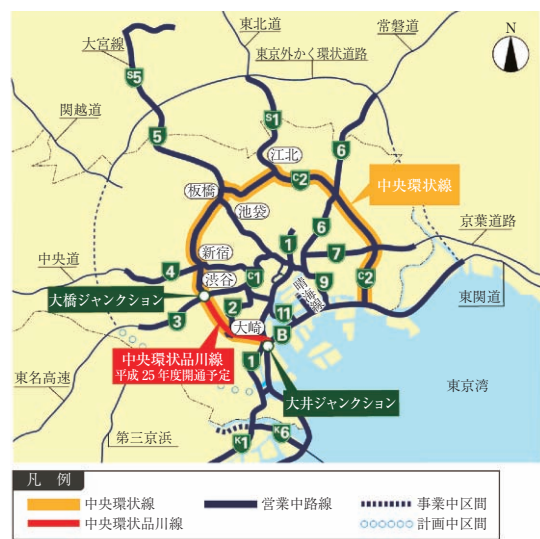 東北道
常磐道
大宮線
東京外かく環状道路
N
S5
関越道
S1
5
6
江北
C2
中央環状線
板橋
池袋
6
京葉道路
1
7
新宿
中央道
4
C1
9
C2
渋谷
晴海線
東関道
大橋ジャンクション
2
11
3
大崎
B
中央環状品川線
平成25年度開通予定
1
大井ジャンクション
東京湾
東名高速
第三京浜
K1
K6
凡 例
中央環状線
営業中路線
事業中区間
中央環状品川線
計画中区間